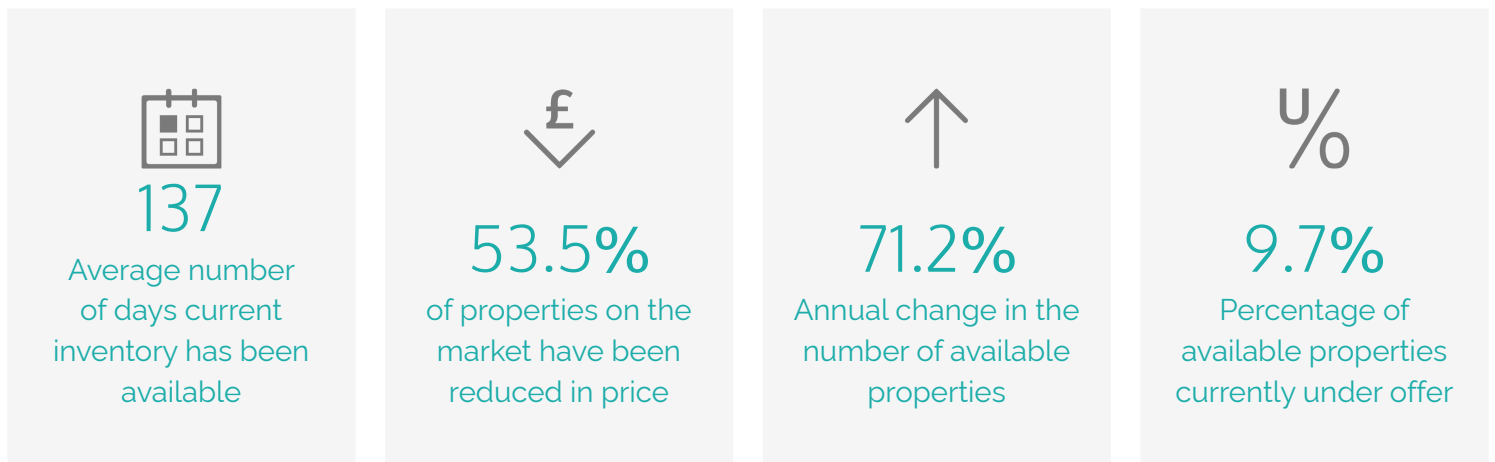 137
Average number
of days current
inventory has been
available
£
53.5%
of properties on the
market have been
reduced in price
71.2%
Annual change in the
number of available
properties
U/O
9.7%
Percentage of
available properties
currently under offer